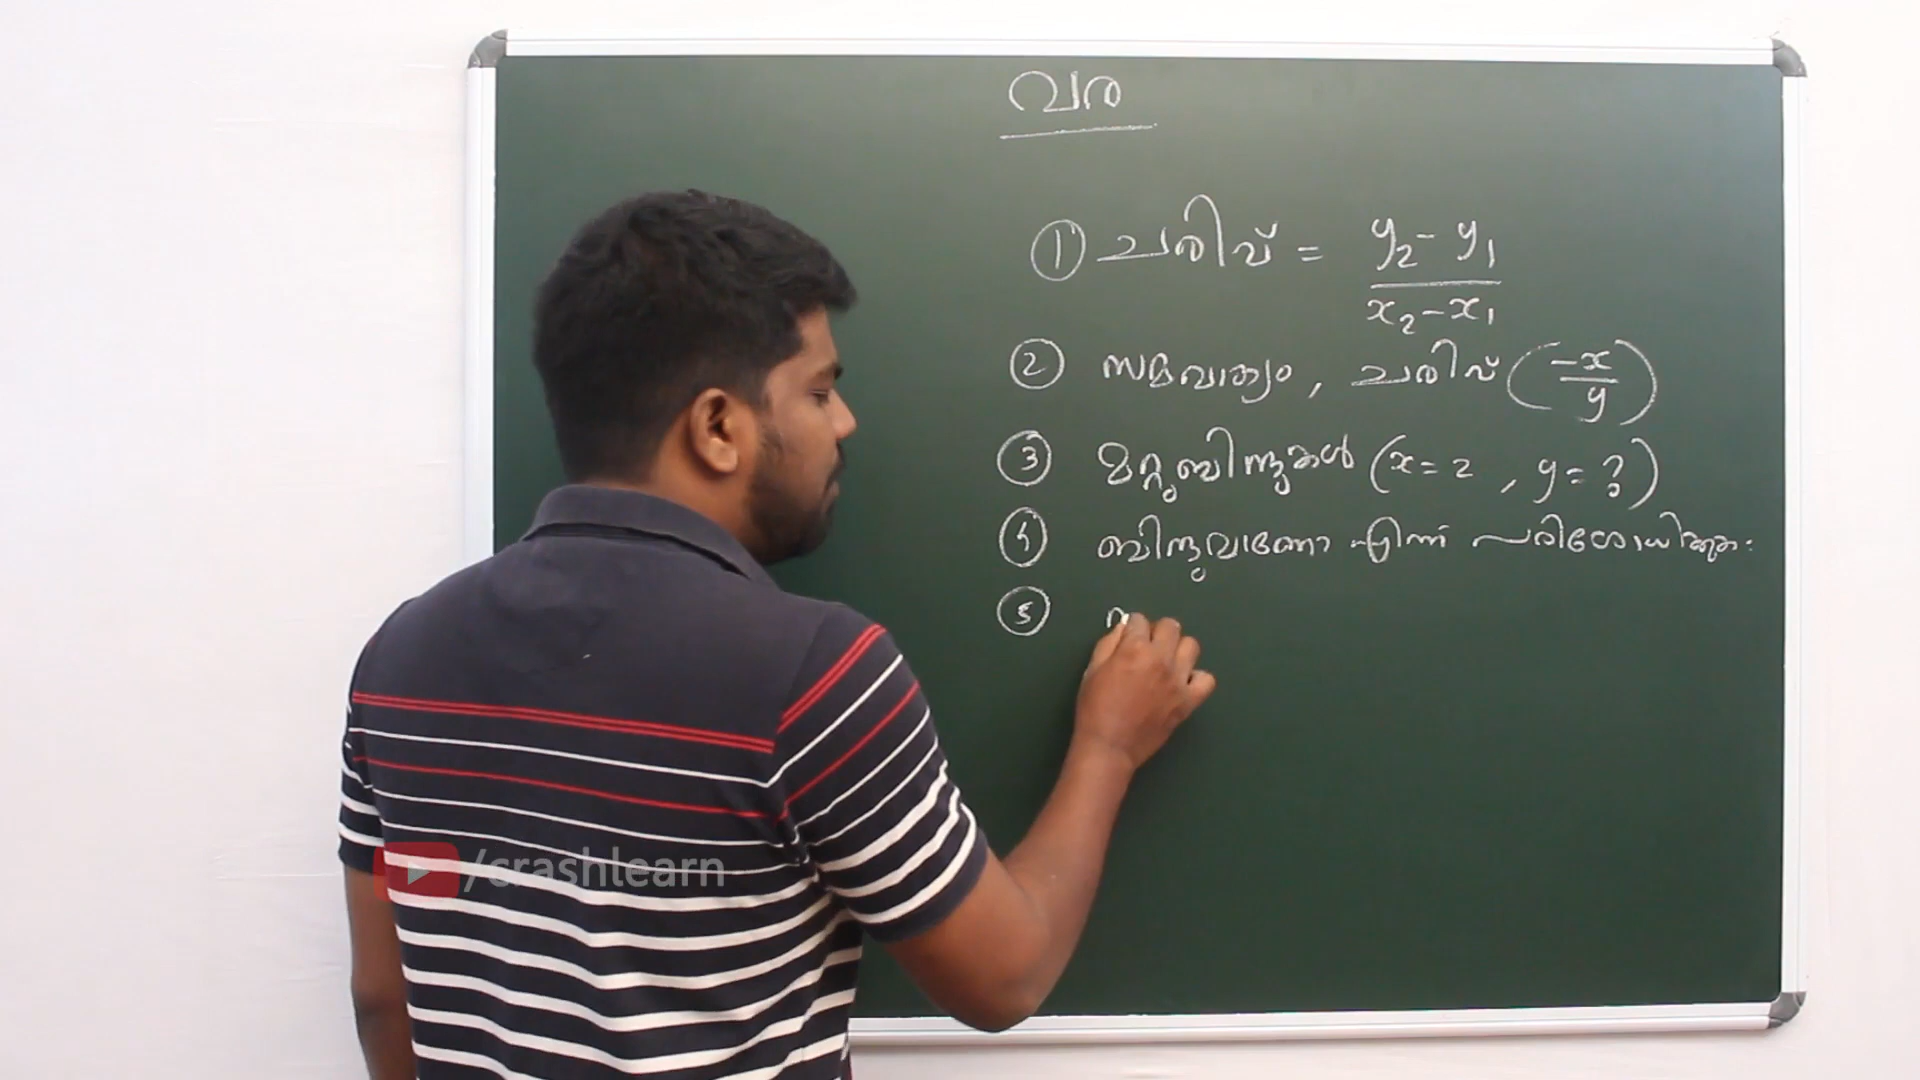 വര
① ചരിവ് = y₂ - y₁ / x₂ - x₁
② സമവാക്യം, ചരിവ് (-x/y)
③ മറ്റുബിന്ദുക്കൾ (x = 2, y = ?)
④ ബിന്ദുവാണോ എന്ന് പരിശോധിക്കുക.
⑤
/crashlearn